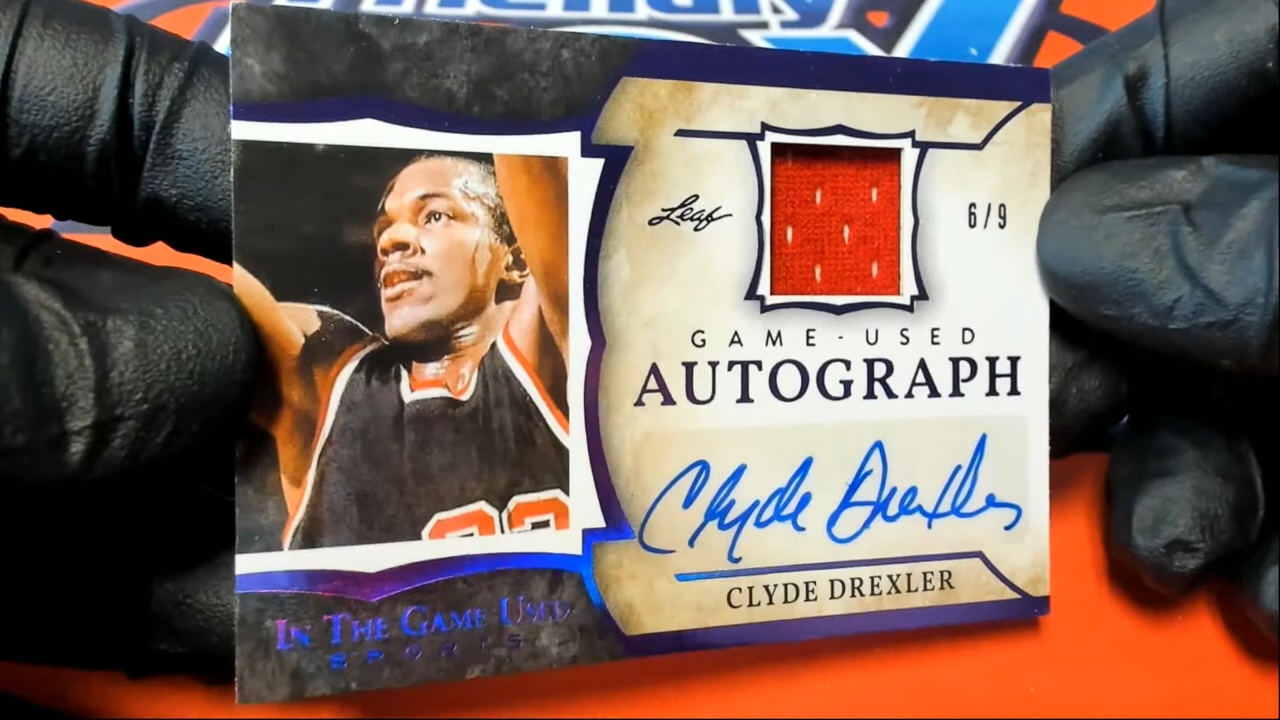 Leaf
6/9
GAME-USED
AUTOGRAPH
Clyde Drexler
CLYDE DREXLER
IN THE GAME USED
SPORTS